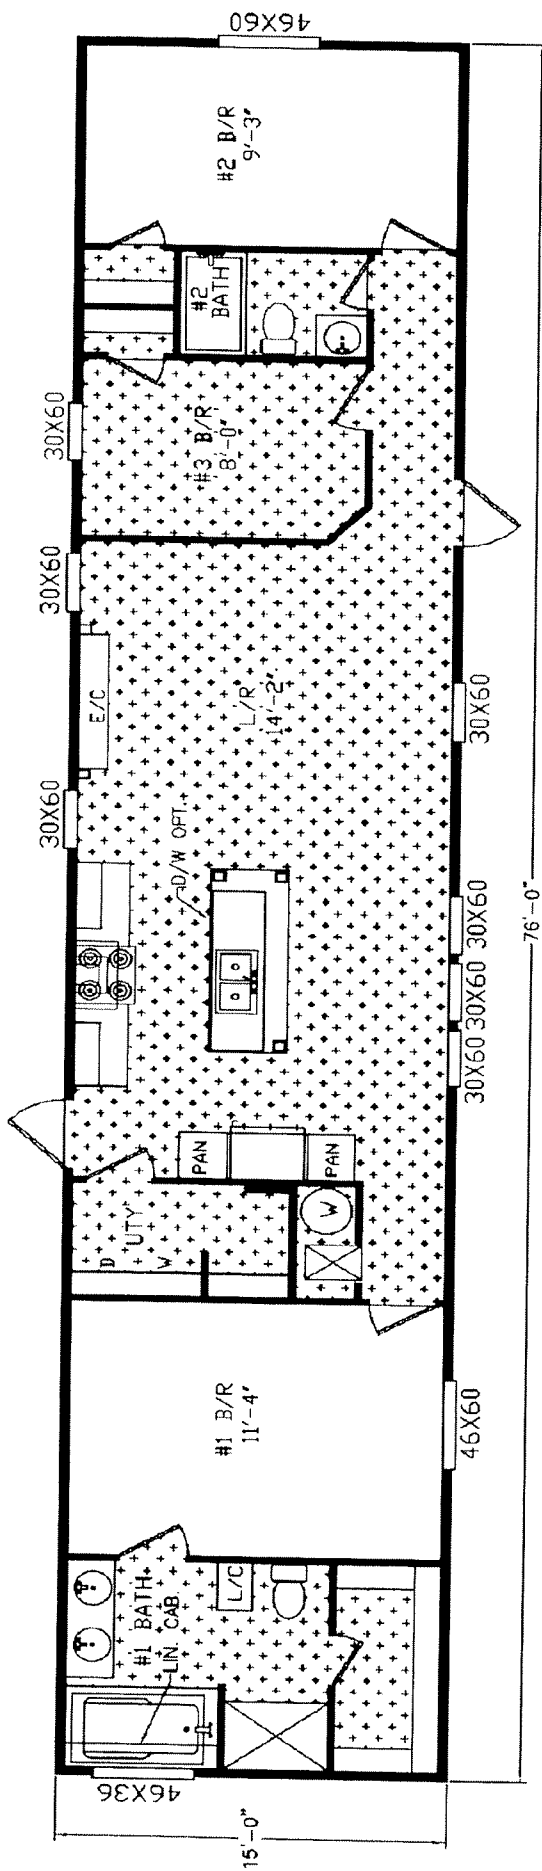 46X36
15'-0"
#1 BATH
LIN. CAB.
L/C
#1 B/R
11'-4"
46X60
D
UTY
W
W
PAN
PAN
30X60
30X60
30X60
D/W OPT.
30X60
E/C
L/R
14'-2"
30X60
30X60
#3 B/R
8'-0"
30X60
#2
BATH
#2 B/R
9'-3"
46X60
76'-0"